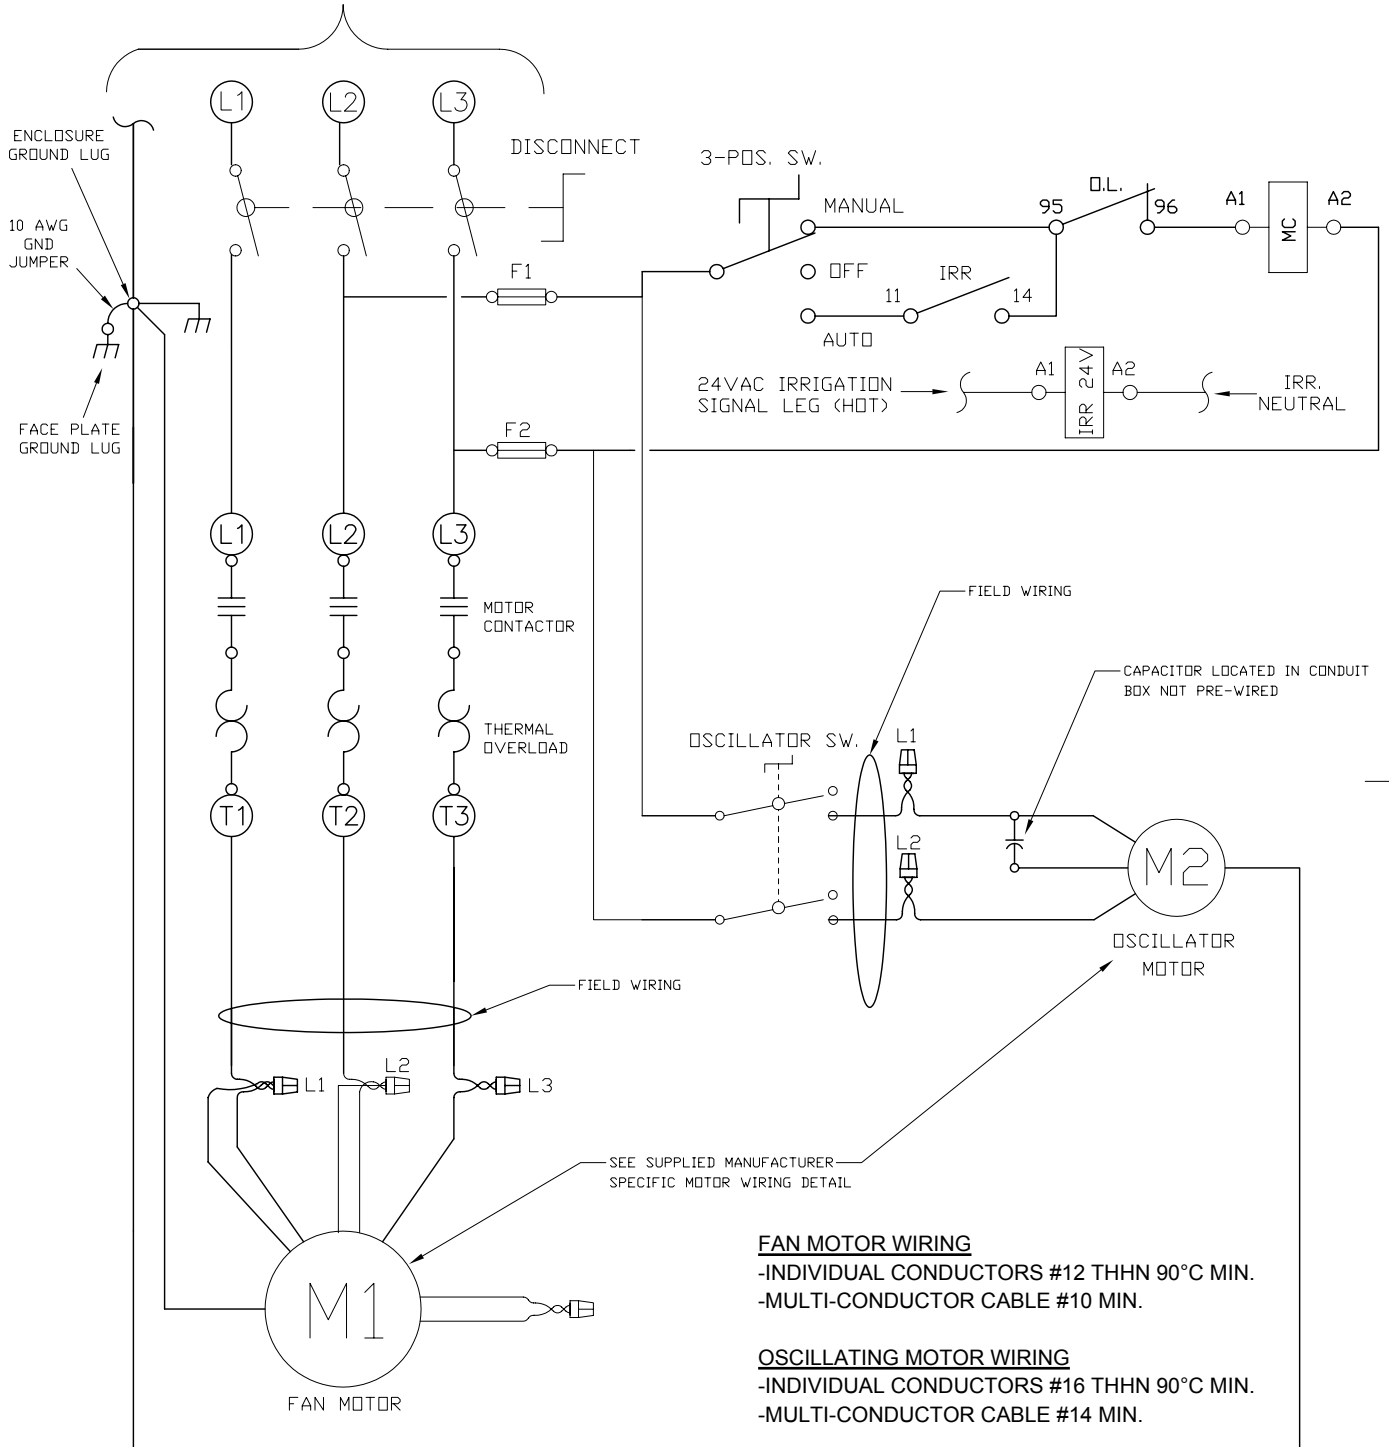 L1
L2
L3
ENCLOSURE
GROUND LUG
DISCONNECT
3-POS. SW.
MANUAL
O.L.
95
96
A1
MC
A2
10 AWG
GND
JUMPER
F1
OFF
IRR
11
14
AUTO
24VAC IRRIGATION
SIGNAL LEG (HOT)
A1
IRR 24V
A2
IRR.
NEUTRAL
FACE PLATE
GROUND LUG
F2
L1
L2
L3
MOTOR
CONTACTOR
FIELD WIRING
CAPACITOR LOCATED IN CONDUIT
BOX NOT PRE-WIRED
THERMAL
OVERLOAD
OSCILLATOR SW.
L1
T1
T2
T3
L2
M2
OSCILLATOR
MOTOR
FIELD WIRING
L1
L2
L3
SEE SUPPLIED MANUFACTURER
SPECIFIC MOTOR WIRING DETAIL
M1
FAN MOTOR
FAN MOTOR WIRING
-INDIVIDUAL CONDUCTORS #12 THHN 90°C MIN.
-MULTI-CONDUCTOR CABLE #10 MIN.
OSCILLATING MOTOR WIRING
-INDIVIDUAL CONDUCTORS #16 THHN 90°C MIN.
-MULTI-CONDUCTOR CABLE #14 MIN.